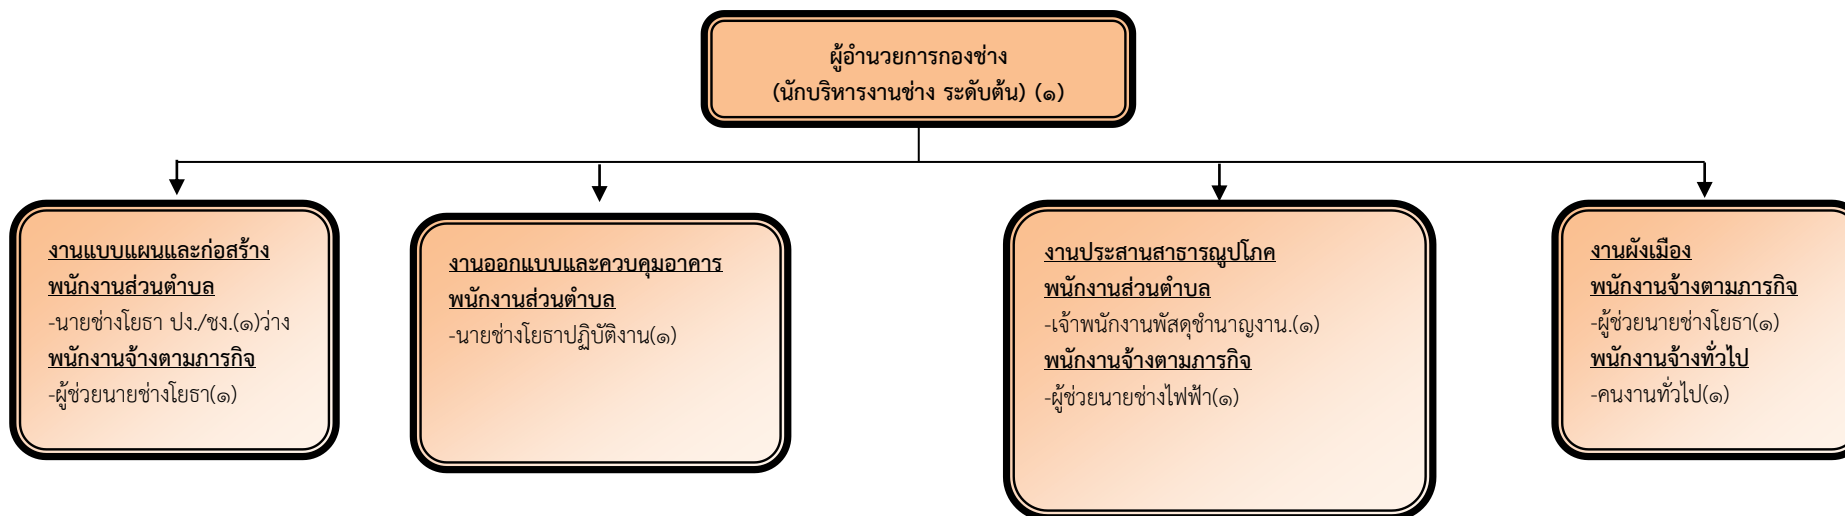 ผู้อำนวยการกองช่าง
(นักบริหารงานช่าง ระดับต้น) (๑)
งานแบบแผนและก่อสร้าง
พนักงานส่วนตำบล
-นายช่างโยธา ปง./ชง.(๑)ว่าง
พนักงานจ้างตามภารกิจ
-ผู้ช่วยนายช่างโยธา(๑)
งานออกแบบและควบคุมอาคาร
พนักงานส่วนตำบล
-นายช่างโยธาปฏิบัติงาน(๑)
งานประสานสาธารณูปโภค
พนักงานส่วนตำบล
-เจ้าพนักงานพัสดุชำนาญงาน.(๑)
พนักงานจ้างตามภารกิจ
-ผู้ช่วยนายช่างไฟฟ้า(๑)
งานผังเมือง
พนักงานจ้างตามภารกิจ
-ผู้ช่วยนายช่างโยธา(๑)
พนักงานจ้างทั่วไป
-คนงานทั่วไป(๑)